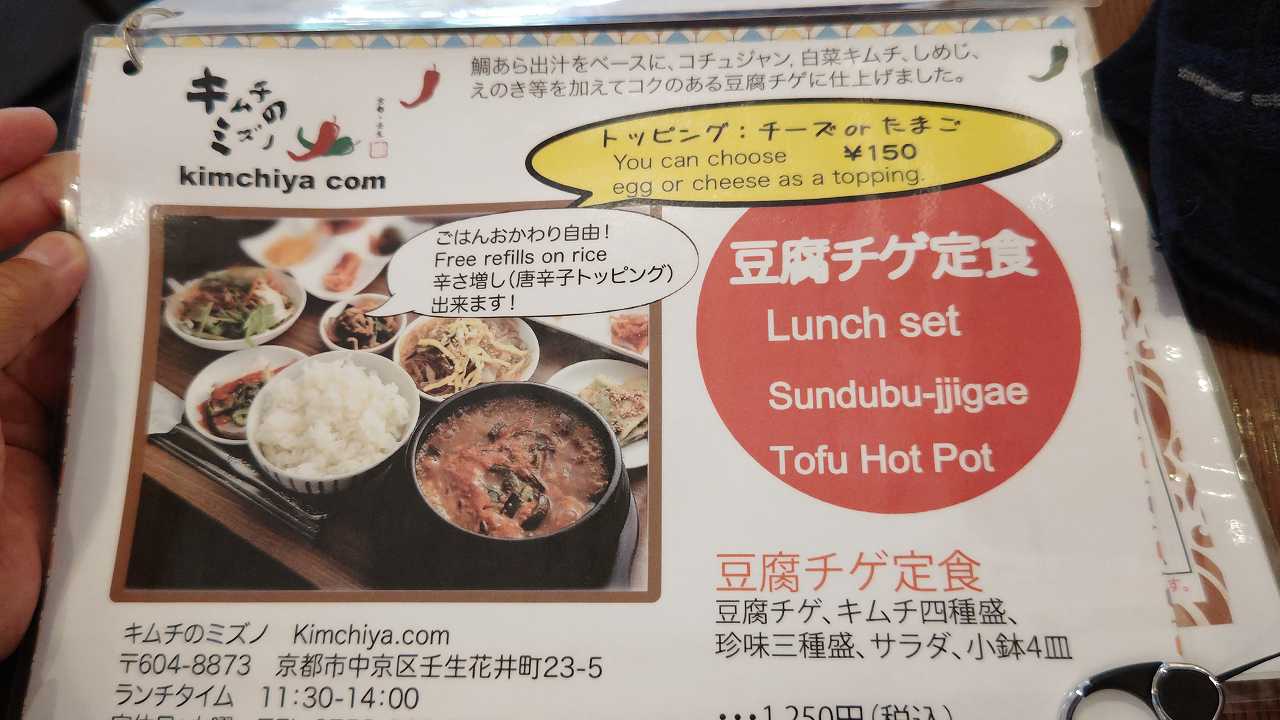 キムチの
ミズノ
kimchiya com
鯛あら出汁をベースに、コチュジャン、白菜キムチ、しめじ、
えのき等を加えてコクのある豆腐チゲに仕上げました。
トッピング：チーズ or たまご
You can choose ¥150
egg or cheese as a topping.
ごはんおかわり自由！
Free refills on rice
辛さ増し（唐辛子トッピング）
出来ます！
豆腐チゲ定食
Lunch set
Sundubu-jjigae
Tofu Hot Pot
豆腐チゲ定食
豆腐チゲ、キムチ四種盛、
珍味三種盛、サラダ、小鉢4皿
・・・1,250円（税込）
キムチのミズノ Kimchiya.com
〒604-8873 京都市中京区壬生花井町23-5
ランチタイム 11:30-14:00
す。